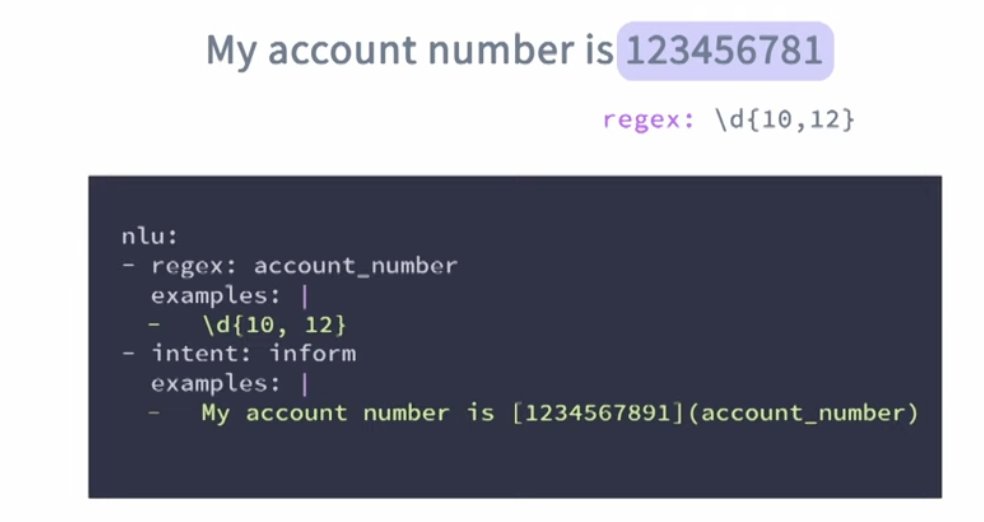 My account number is 123456781
regex: \d{10,12}
nlu:
- regex: account_number
  examples: |
  -   \d{10, 12}
- intent: inform
  examples: |
  -   My account number is [1234567891](account_number)